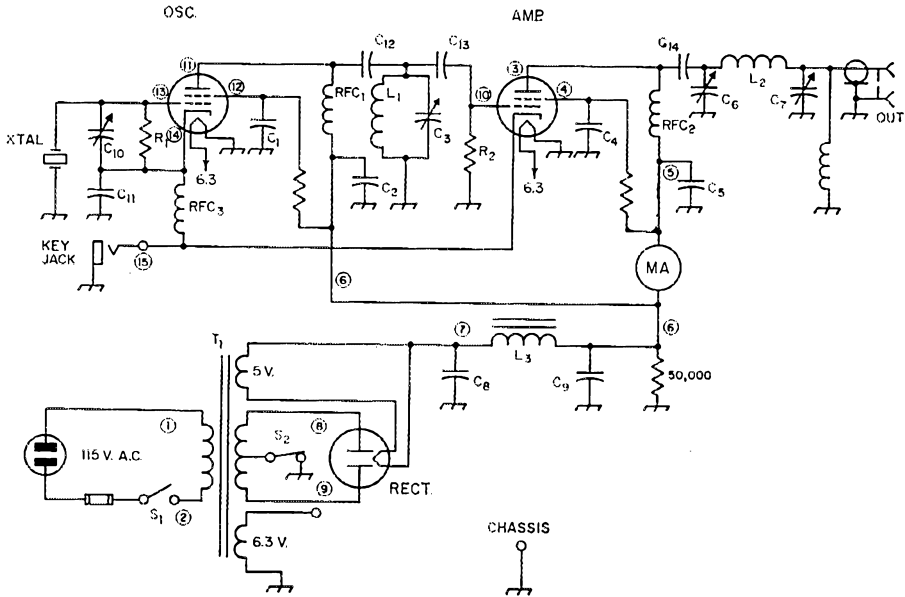 OSC.
AMP.
C12
C13
C14
11
13
12
14
RFC1
L1
C3
3
10
4
L2
C6
C7
OUT
XTAL
C10
R1
C1
R2
C4
RFC2
6.3
6.3
C11
RFC3
C2
5
C5
KEY JACK
15
6
MA
T1
7
L3
6
5 V.
C8
C9
50,000
1
8
115 V. A.C.
S2
9
RECT.
S1
2
6.3 V.
CHASSIS